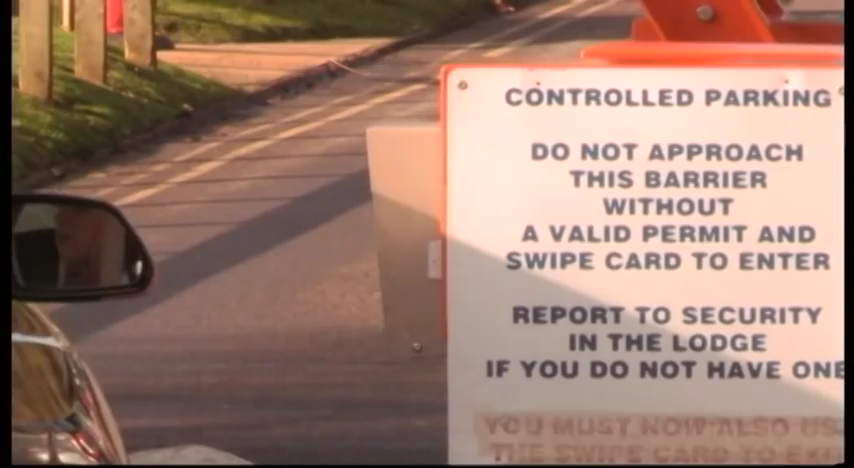 CONTROLLED PARKING
DO NOT APPROACH
THIS BARRIER
WITHOUT
A VALID PERMIT AND
SWIPE CARD TO ENTER
REPORT TO SECURITY
IN THE LODGE
IF YOU DO NOT HAVE ONE
YOU MUST NOW ALSO
THE SWIPE CARD TO